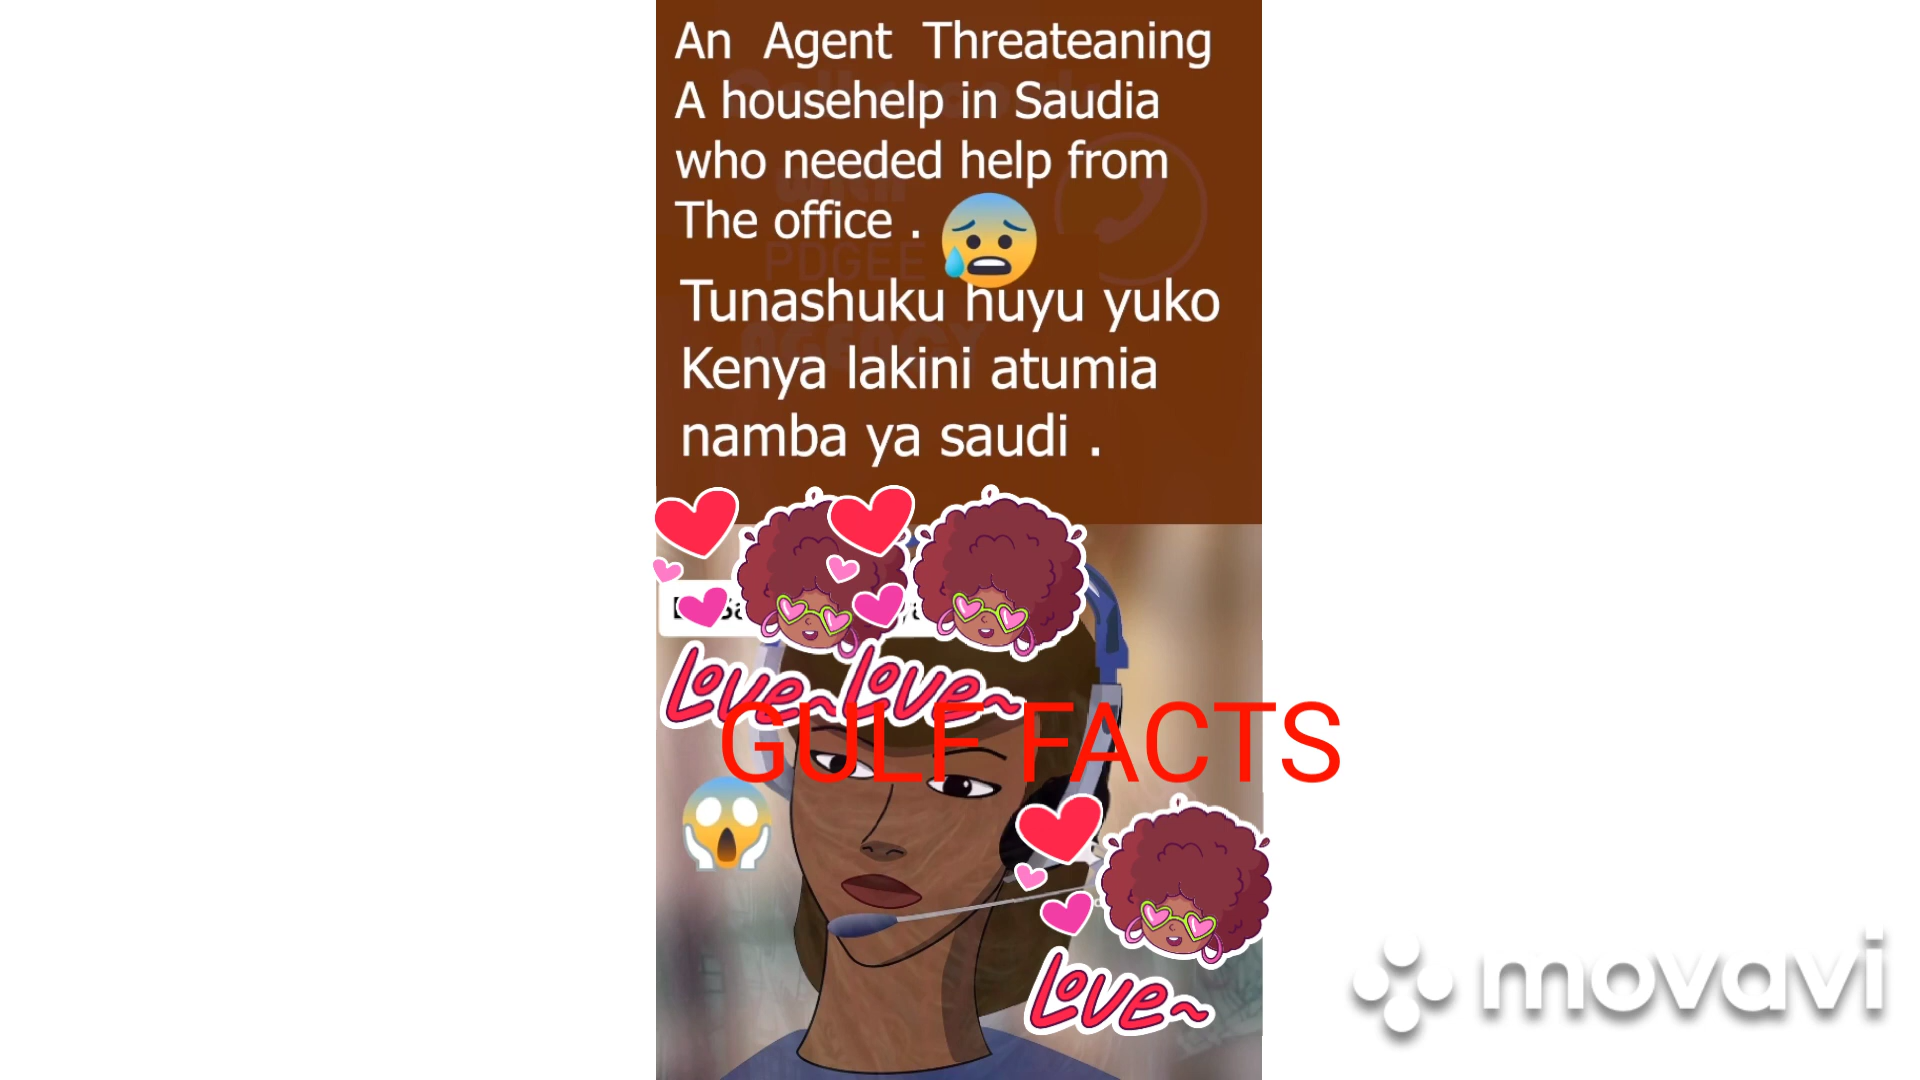 An Agent Threateaning
A househelp in Saudia
who needed help from
The office .
Tunashuku huyu yuko
Kenya lakini atumia
namba ya saudi .
Love~ Love~
GULF FACTS
Love~
movavi